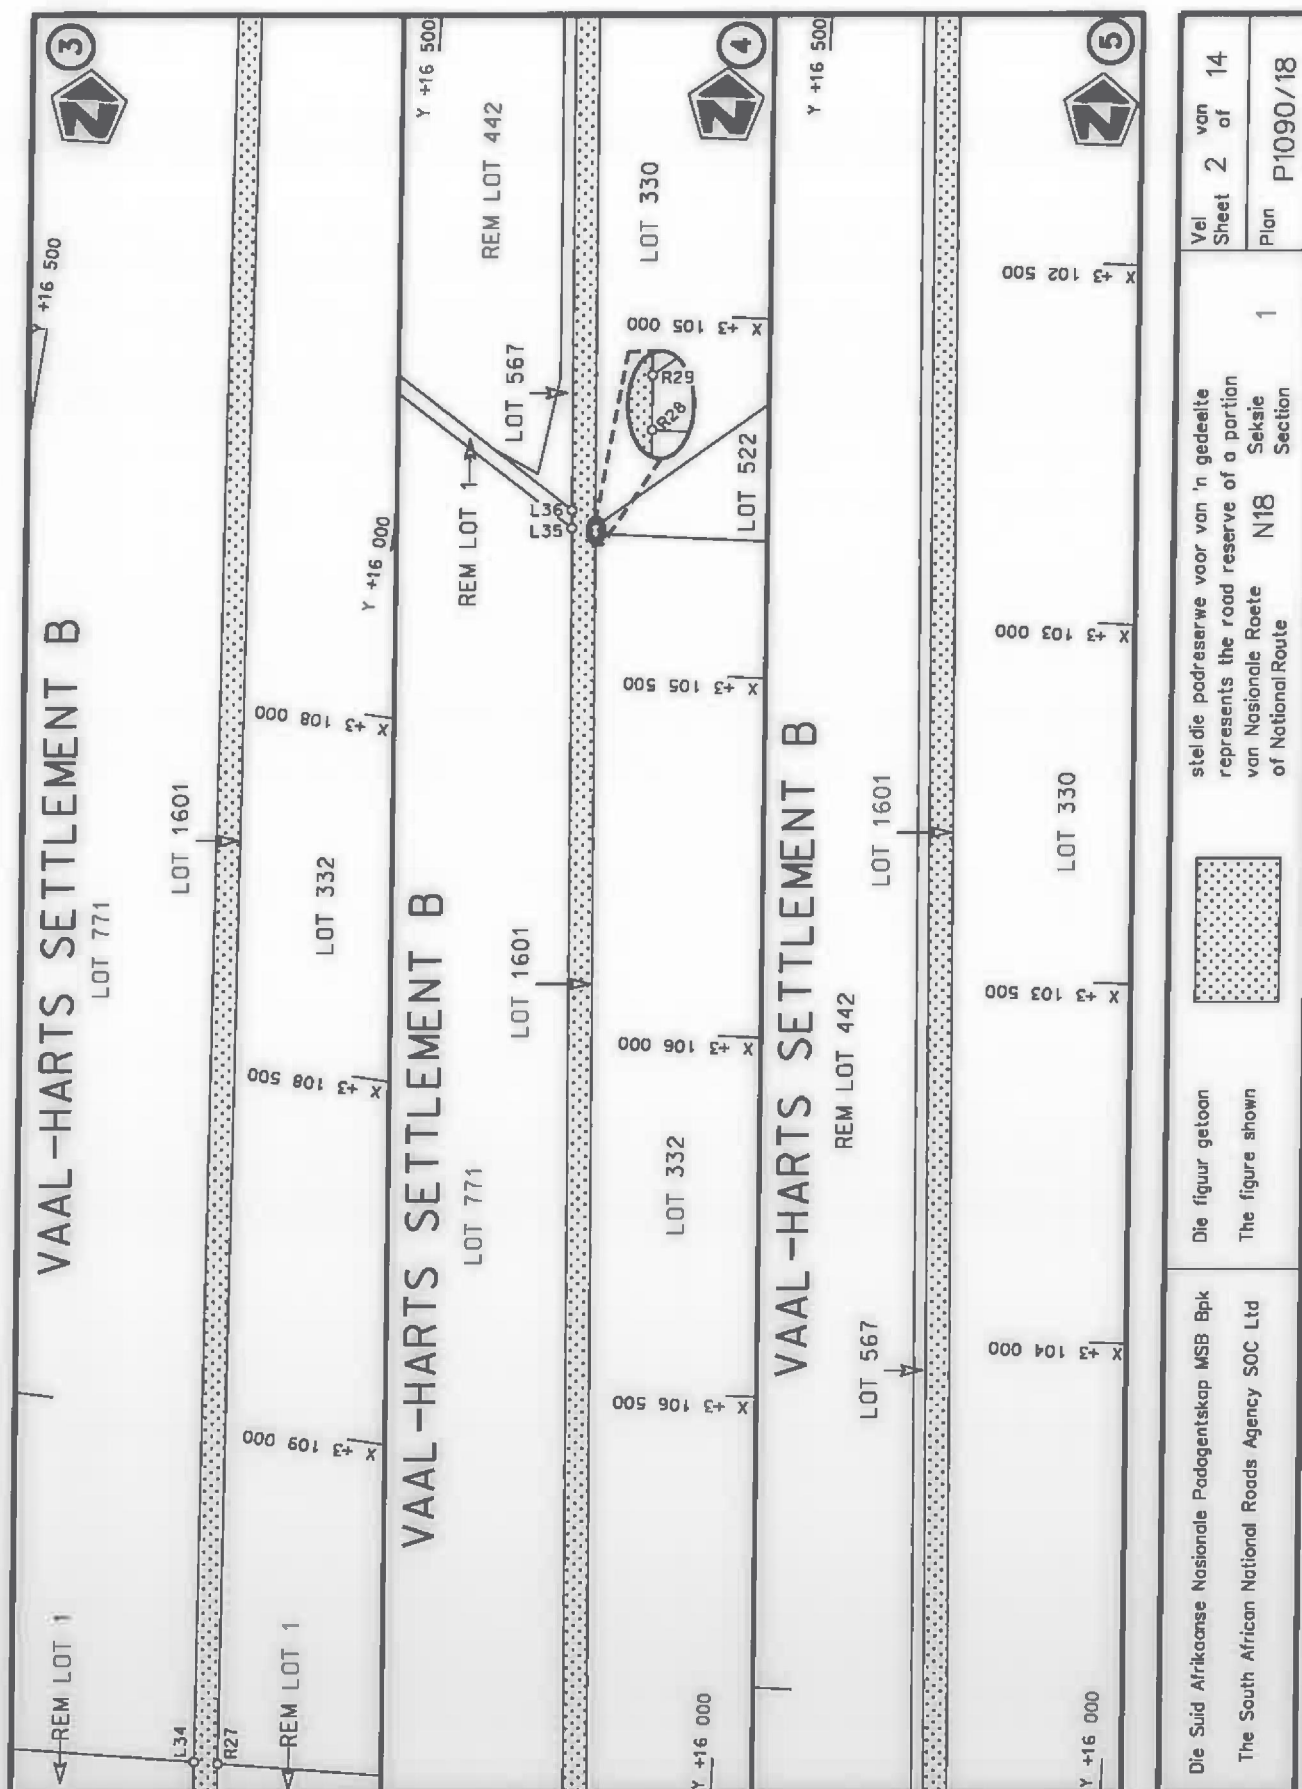 3
Y +16 500
VAAL-HARTS SETTLEMENT B
LOT 771
LOT 1601
LOT 332
X +3 108 000
X +3 108 500
X +3 109 000
REM LOT 1
L34
R27
REM LOT 1
Y +16 000
4
Y +16 500
VAAL-HARTS SETTLEMENT B
LOT 771
REM LOT 442
LOT 567
REM LOT 1
L36
L35
LOT 1601
LOT 330
R29
R28
LOT 522
LOT 332
X +3 105 000
X +3 105 500
X +3 106 000
X +3 106 500
Y +16 000
5
Y +16 500
VAAL-HARTS SETTLEMENT B
REM LOT 442
LOT 1601
LOT 567
LOT 330
X +3 102 500
X +3 103 000
X +3 103 500
X +3 104 000
Y +16 000
Die Suid Afrikaanse Nasionale Padagentskap MSB Bpk
The South African National Roads Agency SOC Ltd
Die figuur getoon
The figure shown
stel die padreserwe voor van 'n gedeelte
represents the road reserve of a portion
van Nasionale Roete N18 Seksie 1
of National Route Section
Vel 2 van 14
Sheet of
Plan P1090/18